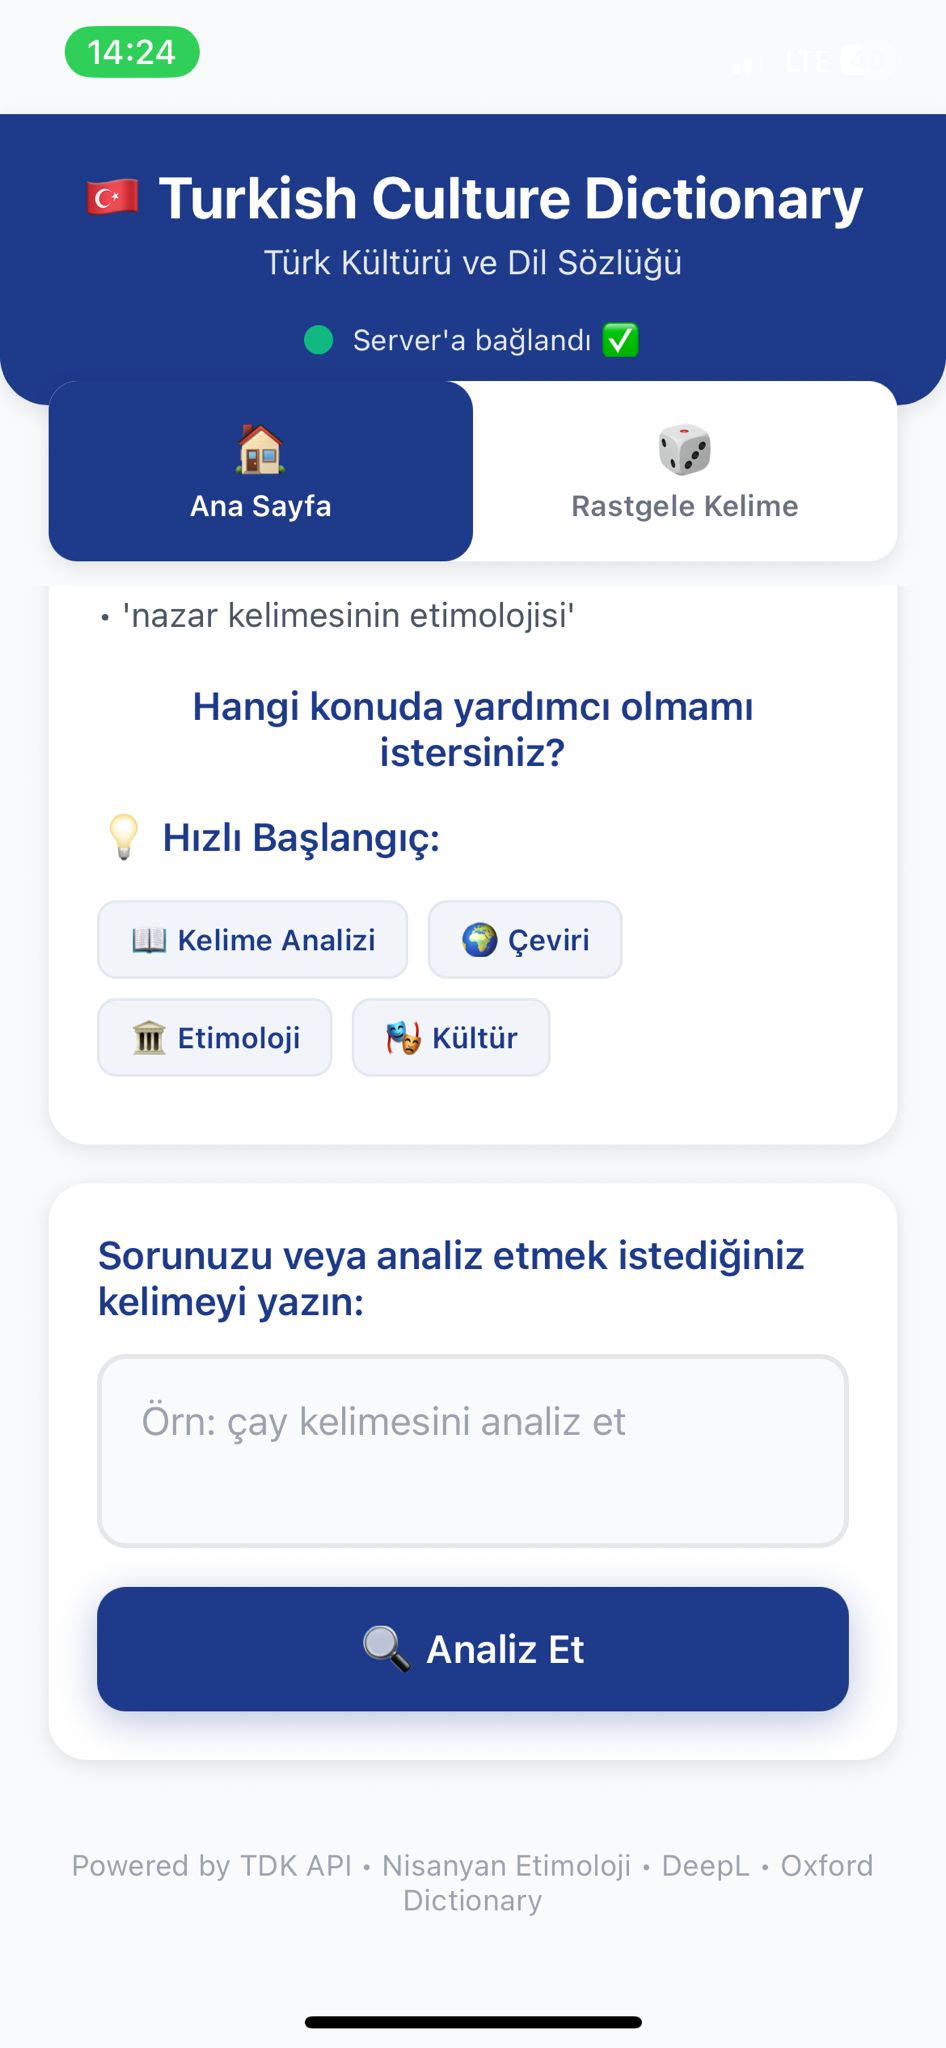 14:24
LTE 40
Turkish Culture Dictionary
Türk Kültürü ve Dil Sözlüğü
Server'a bağlandı
Ana Sayfa
Rastgele Kelime
• 'nazar kelimesinin etimolojisi'
Hangi konuda yardımcı olmamı
istersiniz?
Hızlı Başlangıç:
Kelime Analizi
Çeviri
Etimoloji
Kültür
Sorunuzu veya analiz etmek istediğiniz
kelimeyi yazın:
Örn: çay kelimesini analiz et
Analiz Et
Powered by TDK API • Nisanyan Etimoloji • DeepL • Oxford
Dictionary